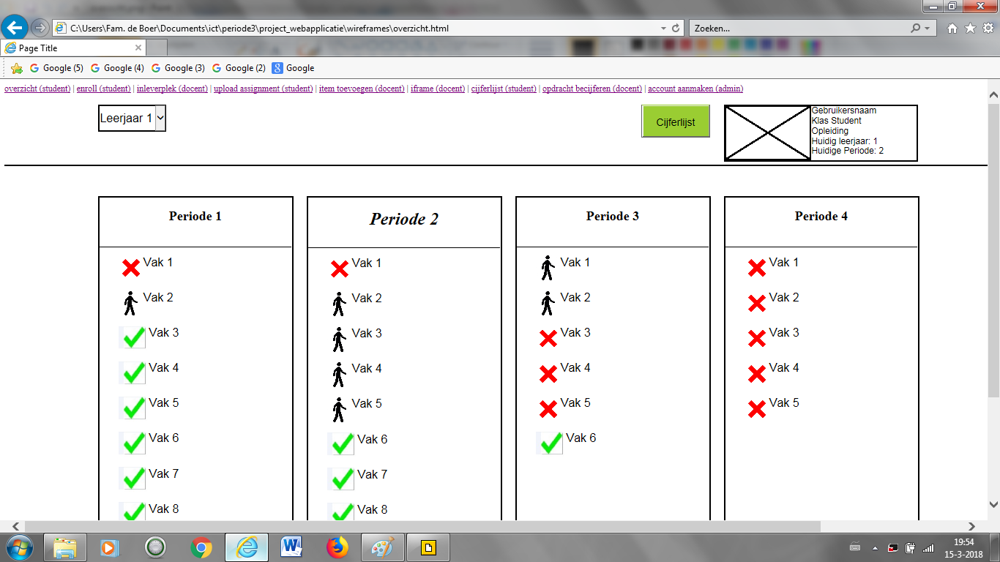 C:\Users\Fam. de Boer\Documents\ict\periode3\project_webapplicatie\wireframes\overzicht.html
Zoeken...
Page Title
Google (5) Google (4) Google (3) Google (2) Google
overzicht (student) | enroll (student) | inleverplek (docent) | upload assignment (student) | item toevoegen (docent) | iframe (docent) | cijferlijst (student) | opdracht becijferen (docent) | account aanmaken (admin)
Leerjaar 1
Cijferlijst
Gebruikersnaam
Klas Student
Opleiding
Huidig leerjaar: 1
Huidige Periode: 2
Periode 1
Vak 1
Vak 2
Vak 3
Vak 4
Vak 5
Vak 6
Vak 7
Vak 8
Periode 2
Vak 1
Vak 2
Vak 3
Vak 4
Vak 5
Vak 6
Vak 7
Vak 8
Periode 3
Vak 1
Vak 2
Vak 3
Vak 4
Vak 5
Vak 6
Periode 4
Vak 1
Vak 2
Vak 3
Vak 4
Vak 5
19:54
15-3-2018